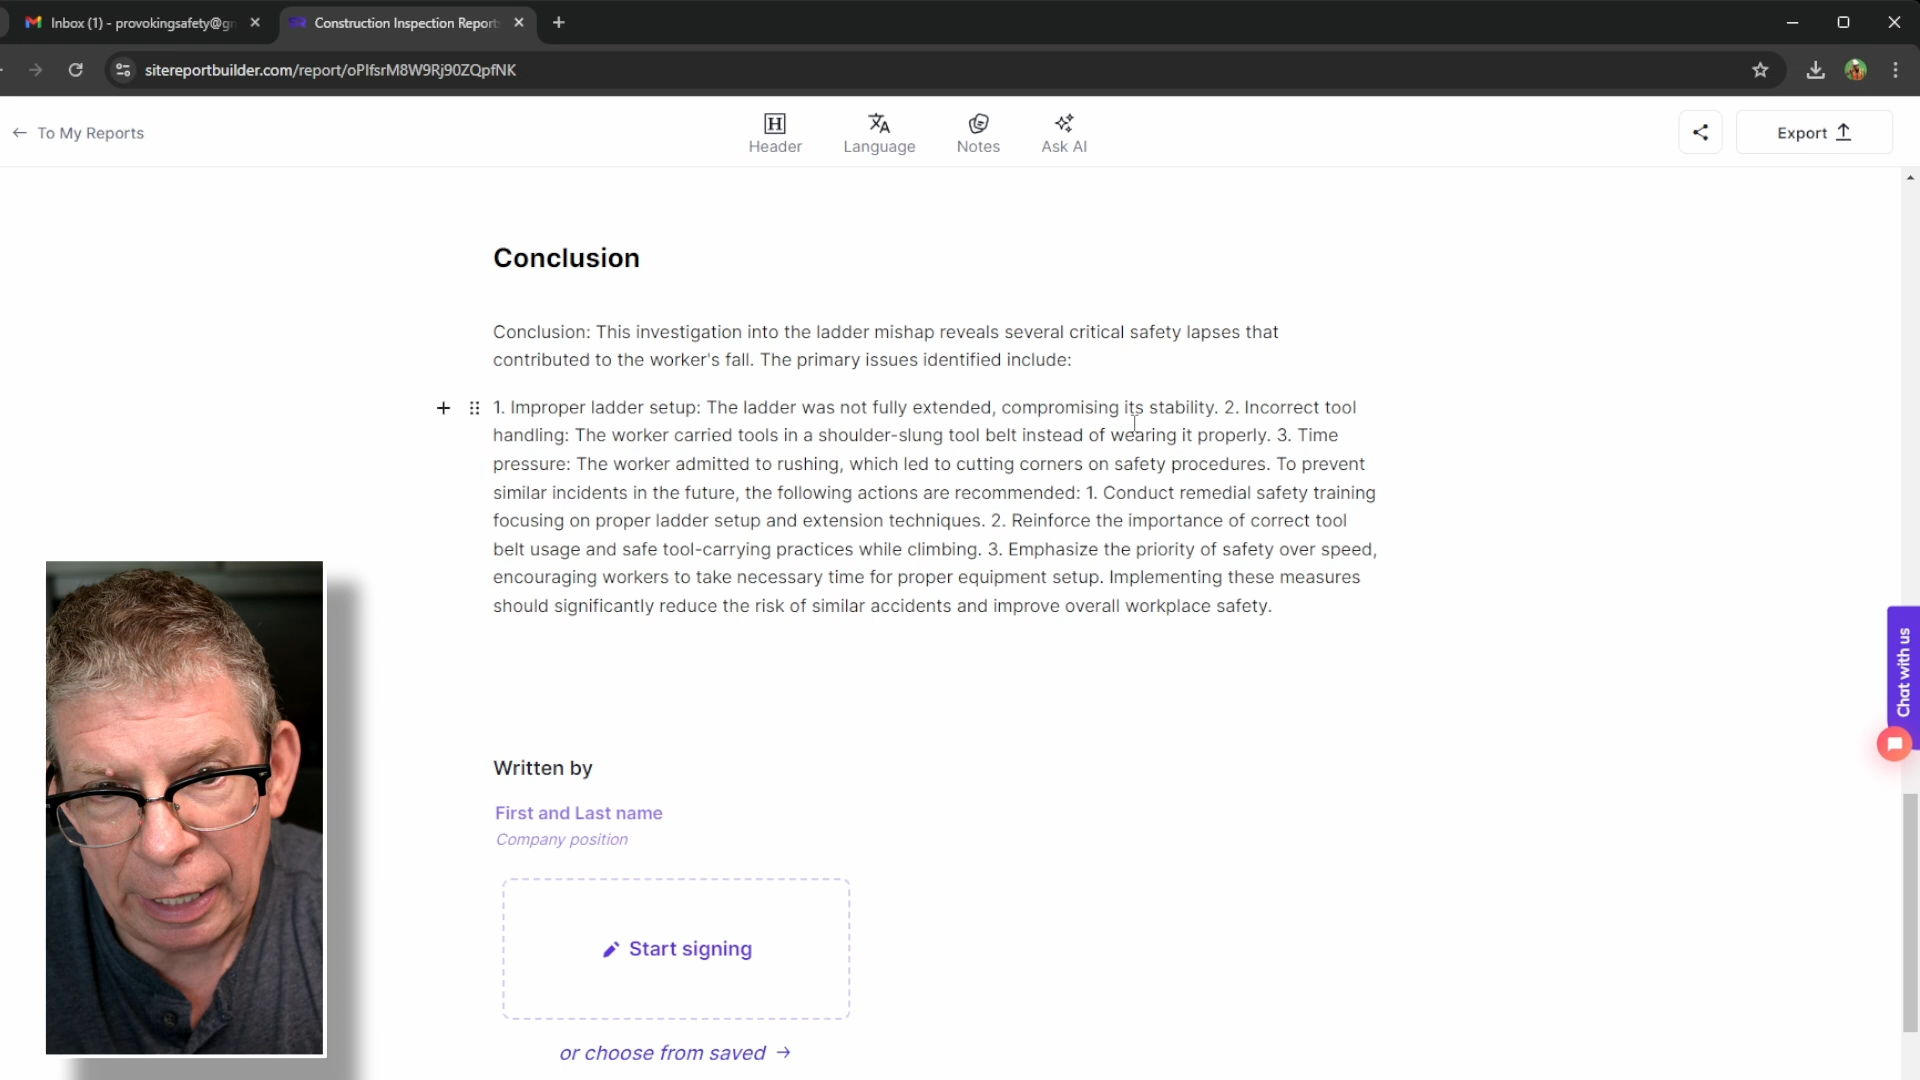 Inbox (1) - provokingsafety@gm
Construction Inspection Report
sitereportbuilder.com/report/oPIfsrM8W9Rj90ZQpfNK
To My Reports
Header
Language
Notes
Ask AI
Export
Conclusion
Conclusion: This investigation into the ladder mishap reveals several critical safety lapses that
contributed to the worker's fall. The primary issues identified include:
1. Improper ladder setup: The ladder was not fully extended, compromising its stability. 2. Incorrect tool
handling: The worker carried tools in a shoulder-slung tool belt instead of wearing it properly. 3. Time
pressure: The worker admitted to rushing, which led to cutting corners on safety procedures. To prevent
similar incidents in the future, the following actions are recommended: 1. Conduct remedial safety training
focusing on proper ladder setup and extension techniques. 2. Reinforce the importance of correct tool
belt usage and safe tool-carrying practices while climbing. 3. Emphasize the priority of safety over speed,
encouraging workers to take necessary time for proper equipment setup. Implementing these measures
should significantly reduce the risk of similar accidents and improve overall workplace safety.
Chat with us
Written by
First and Last name
Company position
Start signing
or choose from saved →